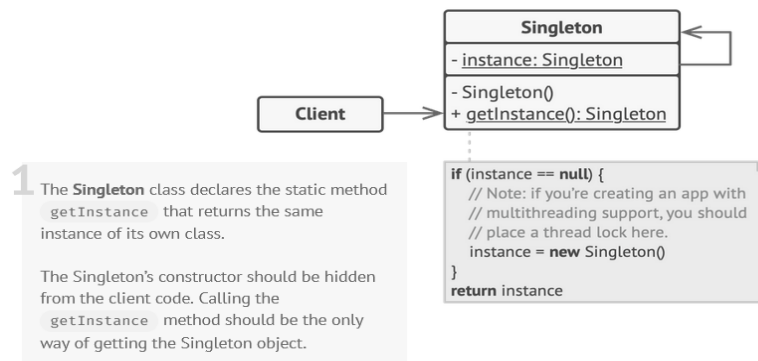 Singleton
- instance: Singleton
- Singleton()
+ getInstance(): Singleton
Client
1
The Singleton class declares the static method
getInstance that returns the same
instance of its own class.
The Singleton’s constructor should be hidden
from the client code. Calling the
getInstance method should be the only
way of getting the Singleton object.
if (instance == null) {
// Note: if you’re creating an app with
// multithreading support, you should
// place a thread lock here.
instance = new Singleton()
}
return instance